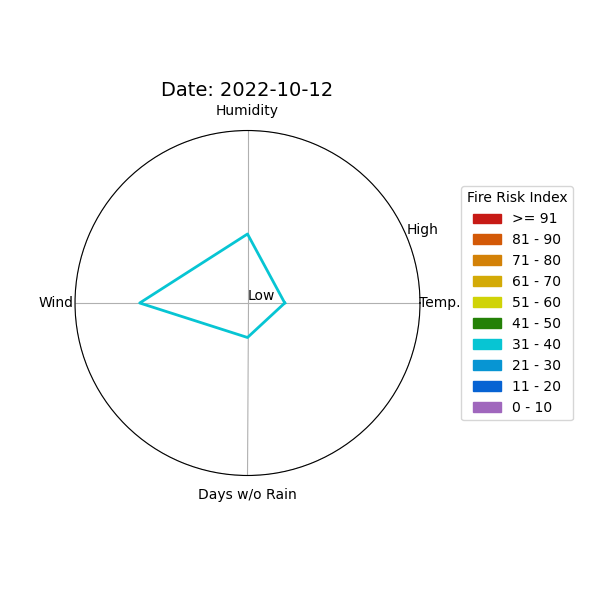 Date: 2022-10-12
Humidity
High
Low
Wind
Temp.
Days w/o Rain
Fire Risk Index
>= 91
81 - 90
71 - 80
61 - 70
51 - 60
41 - 50
31 - 40
21 - 30
11 - 20
0 - 10